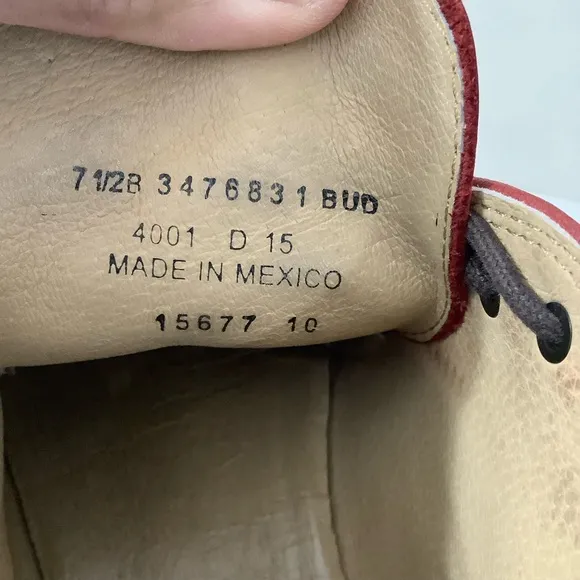 7 1/2B 3476831 BUD
4001 D 15
MADE IN MEXICO
15677 10